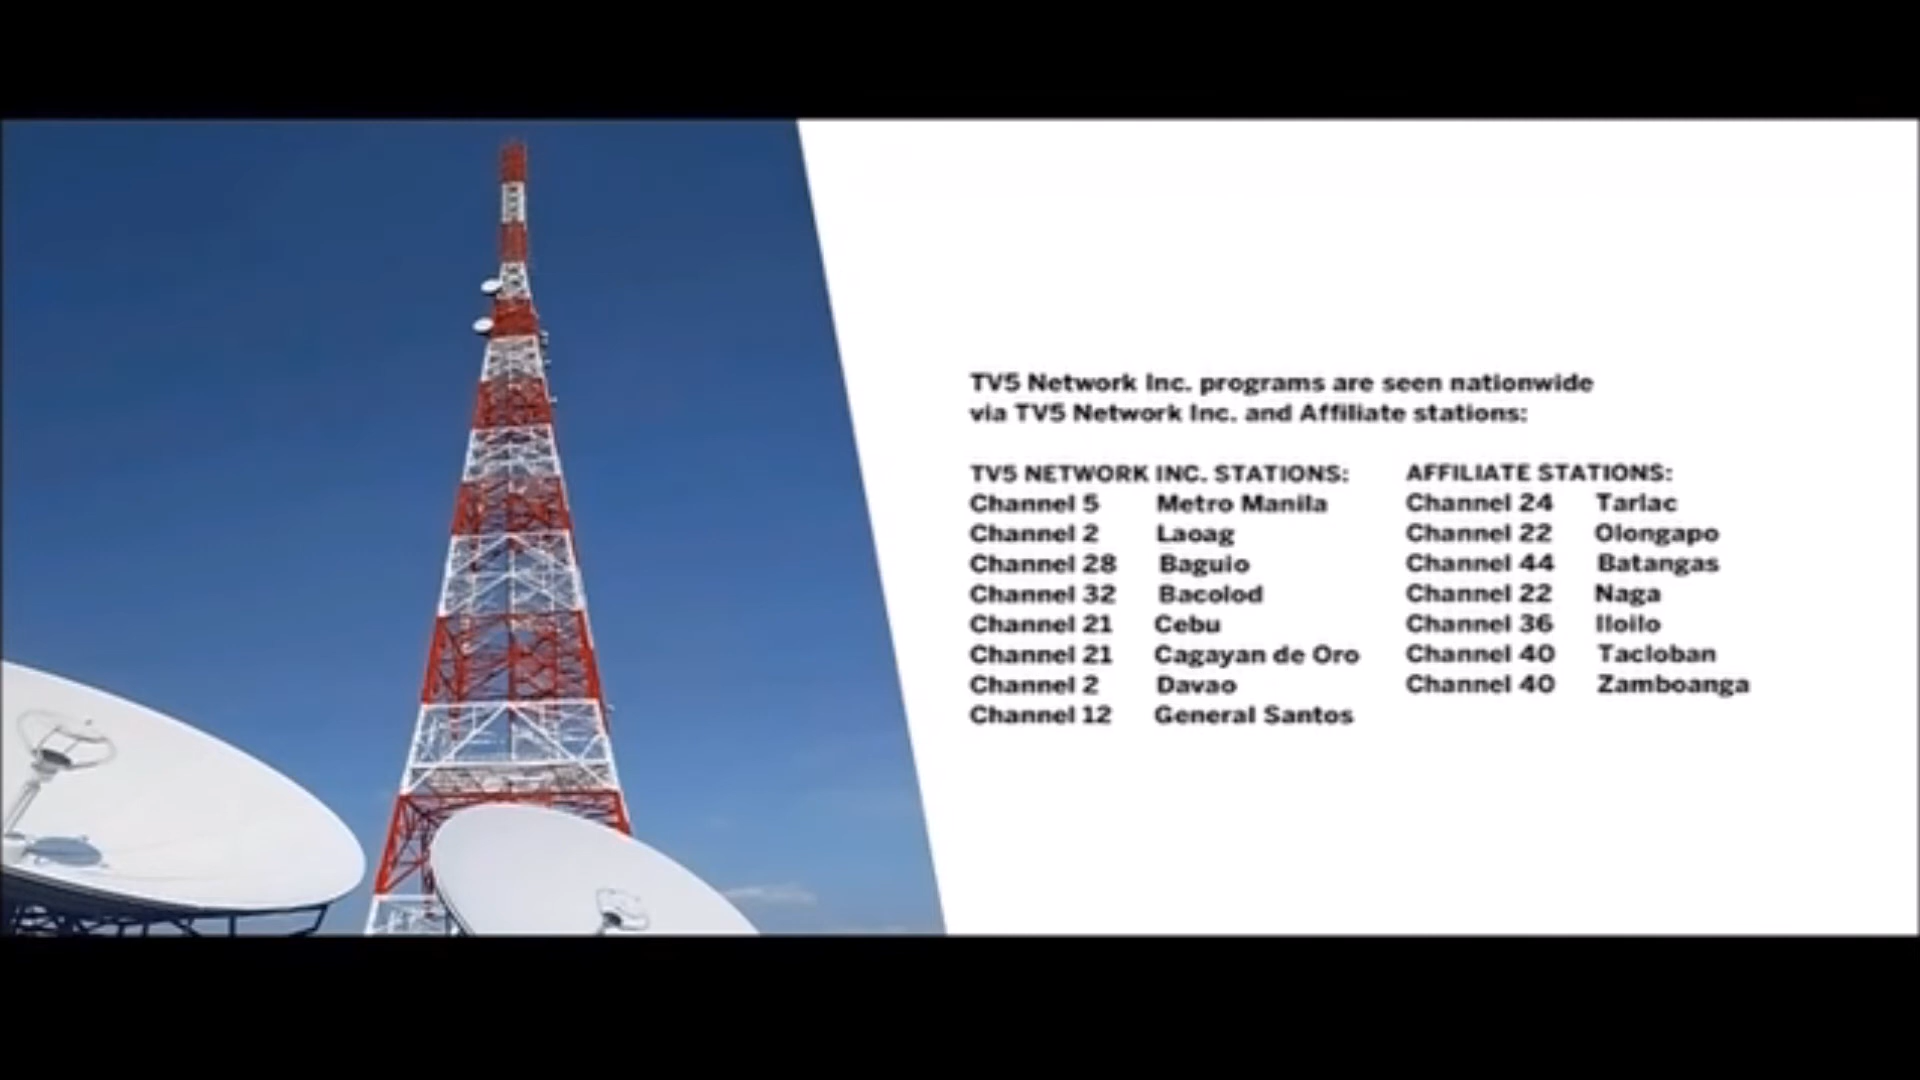 TV5 Network Inc. programs are seen nationwide
via TV5 Network Inc. and Affiliate stations:
TV5 NETWORK INC. STATIONS:
Channel 5 Metro Manila
Channel 2 Laoag
Channel 28 Baguio
Channel 32 Bacolod
Channel 21 Cebu
Channel 21 Cagayan de Oro
Channel 2 Davao
Channel 12 General Santos
AFFILIATE STATIONS:
Channel 24 Tarlac
Channel 22 Olongapo
Channel 44 Batangas
Channel 22 Naga
Channel 36 Iloilo
Channel 40 Tacloban
Channel 40 Zamboanga